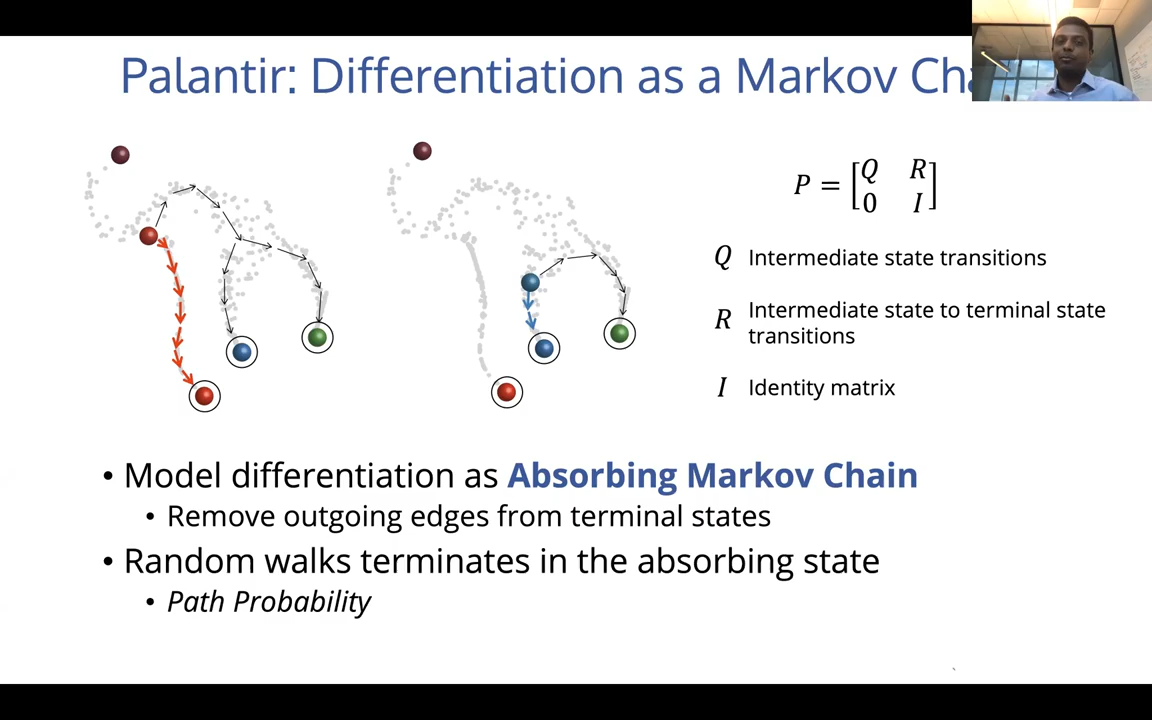 Palantir: Differentiation as a Markov Cha
P = [Q R
0 I]
Q Intermediate state transitions
R Intermediate state to terminal state
transitions
I Identity matrix
• Model differentiation as Absorbing Markov Chain
• Remove outgoing edges from terminal states
• Random walks terminates in the absorbing state
• Path Probability